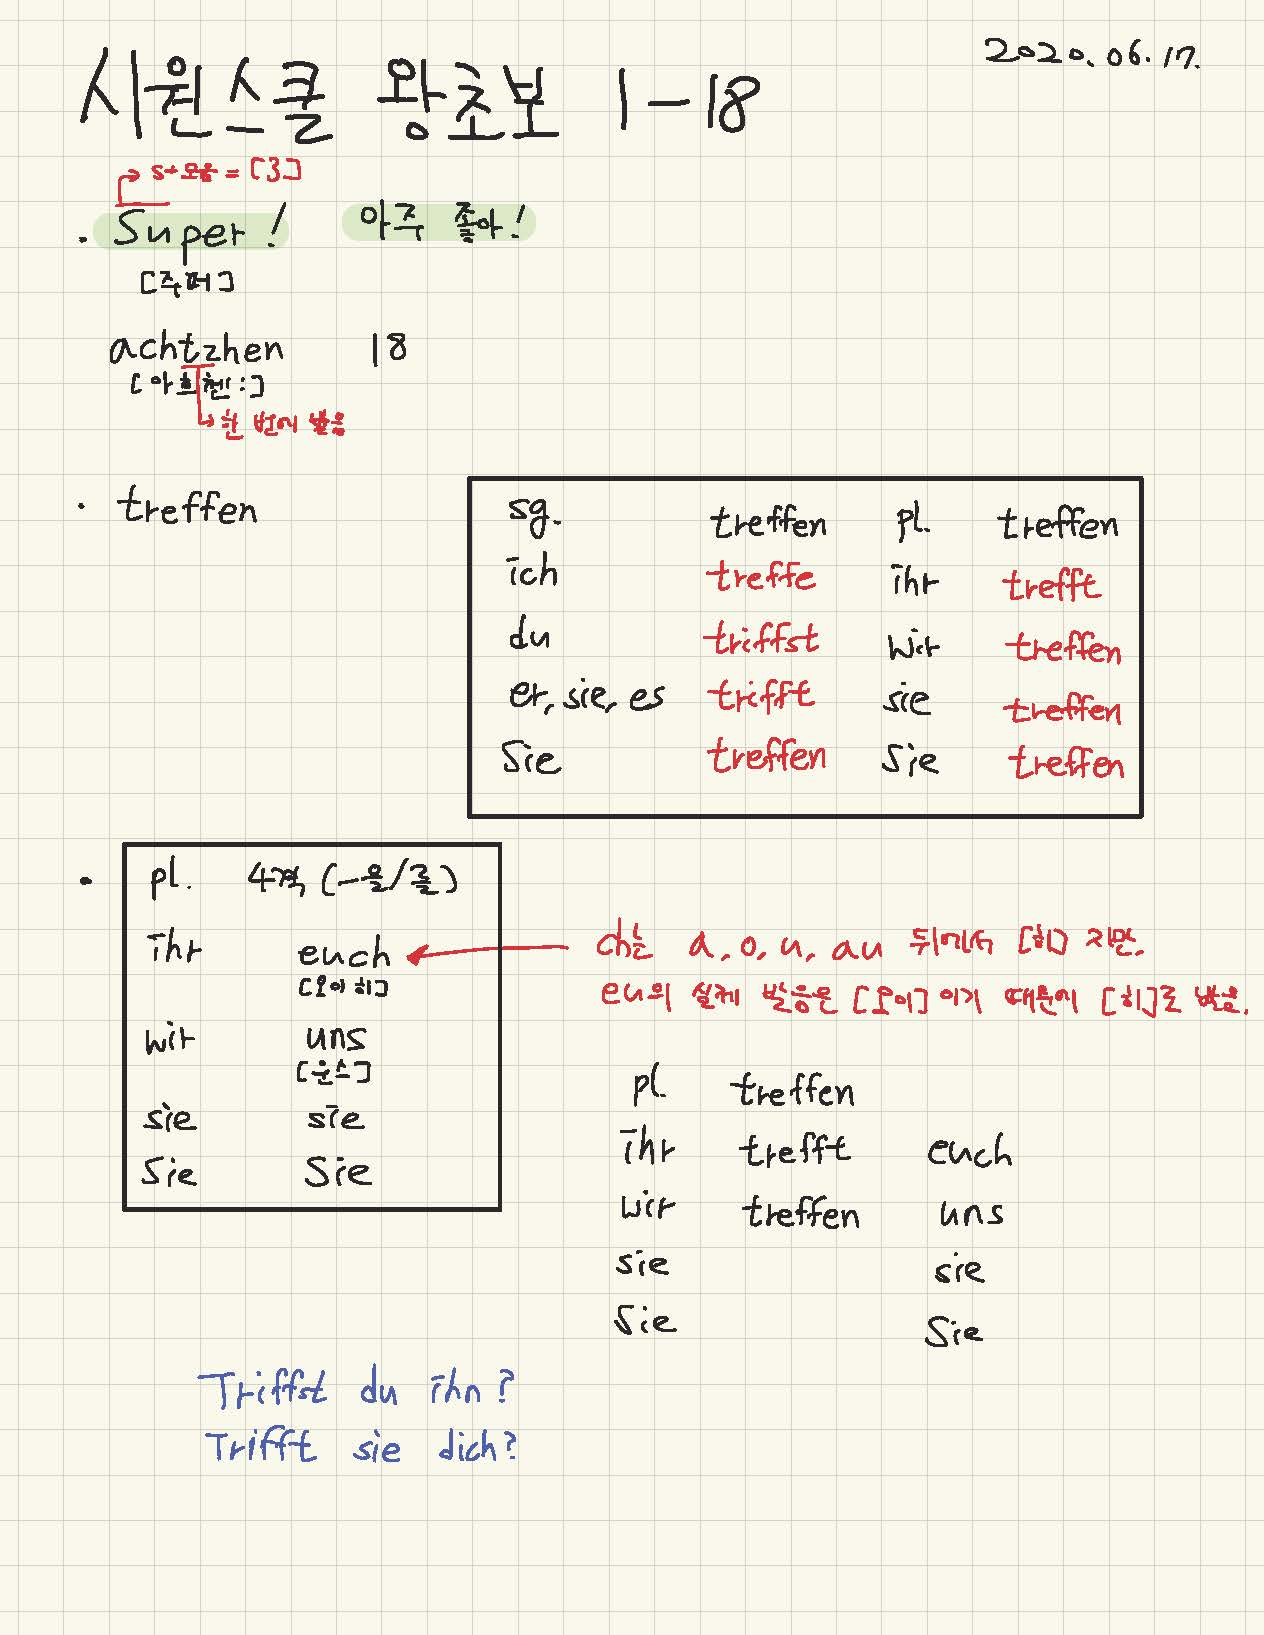 2020.06.17.
시원스쿨 왕초보 1-18
s+모음 = [ㅈ]
· Super! 아주 좋아!
[주퍼]
achtzhen 18
[아흐첸:]
한 번에 발음
· treffen
sg. treffen pl. treffen
ich treffe ihr trefft
du triffst wir treffen
er, sie, es trifft sie treffen
Sie treffen Sie treffen
· pl. 4격 (-을/를)
ihr euch
[오이히]
wir uns
[운스]
sie sie
Sie Sie
ch는 a, o, u, au 뒤에서 [흐] 지만,
eu의 실제 발음은 [오이] 이기 때문에 [히]로 발음.
pl. treffen
ihr trefft euch
wir treffen uns
sie sie
Sie Sie
Triffst du ihn?
Trifft sie dich?